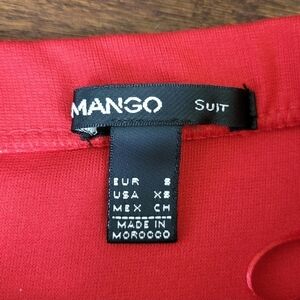 MANGO SUIT
EUR S
USA XS
MEX CH
MADE IN
MOROCCO